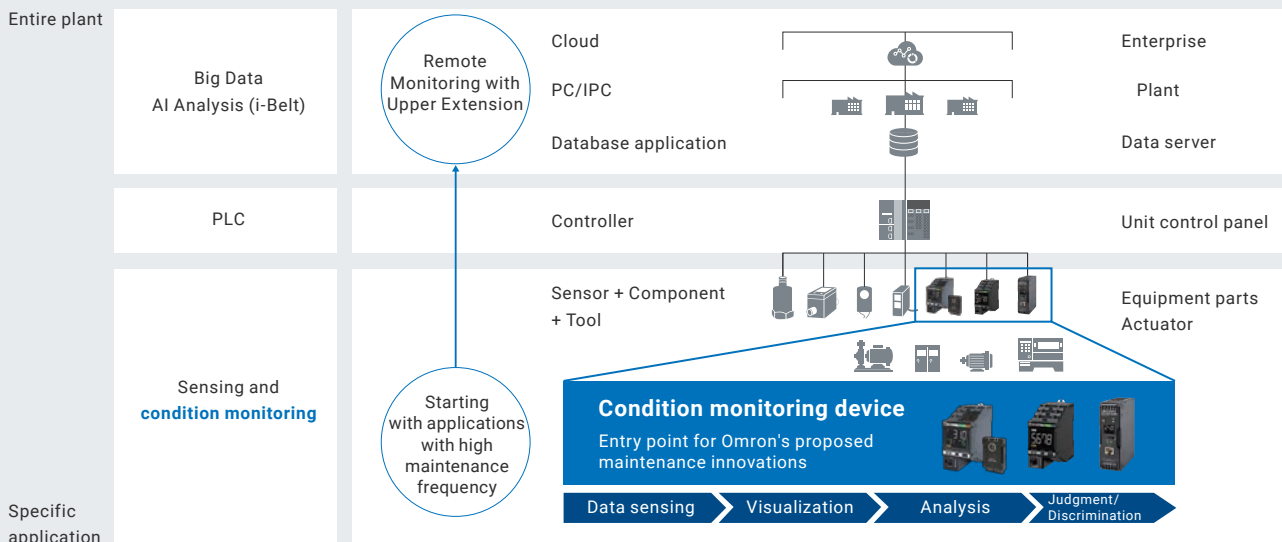 Entire plant
Big Data
AI Analysis (i-Belt)
Remote
Monitoring with
Upper Extension
Cloud
Enterprise
PC/IPC
Plant
Database application
Data server
PLC
Controller
Unit control panel
Sensing and
condition monitoring
Starting
with applications
with high
maintenance
frequency
Sensor + Component
+ Tool
Equipment parts
Actuator
Condition monitoring device
Entry point for Omron's proposed
maintenance innovations
Data sensing
Visualization
Analysis
Judgment/
Discrimination
Specific
application